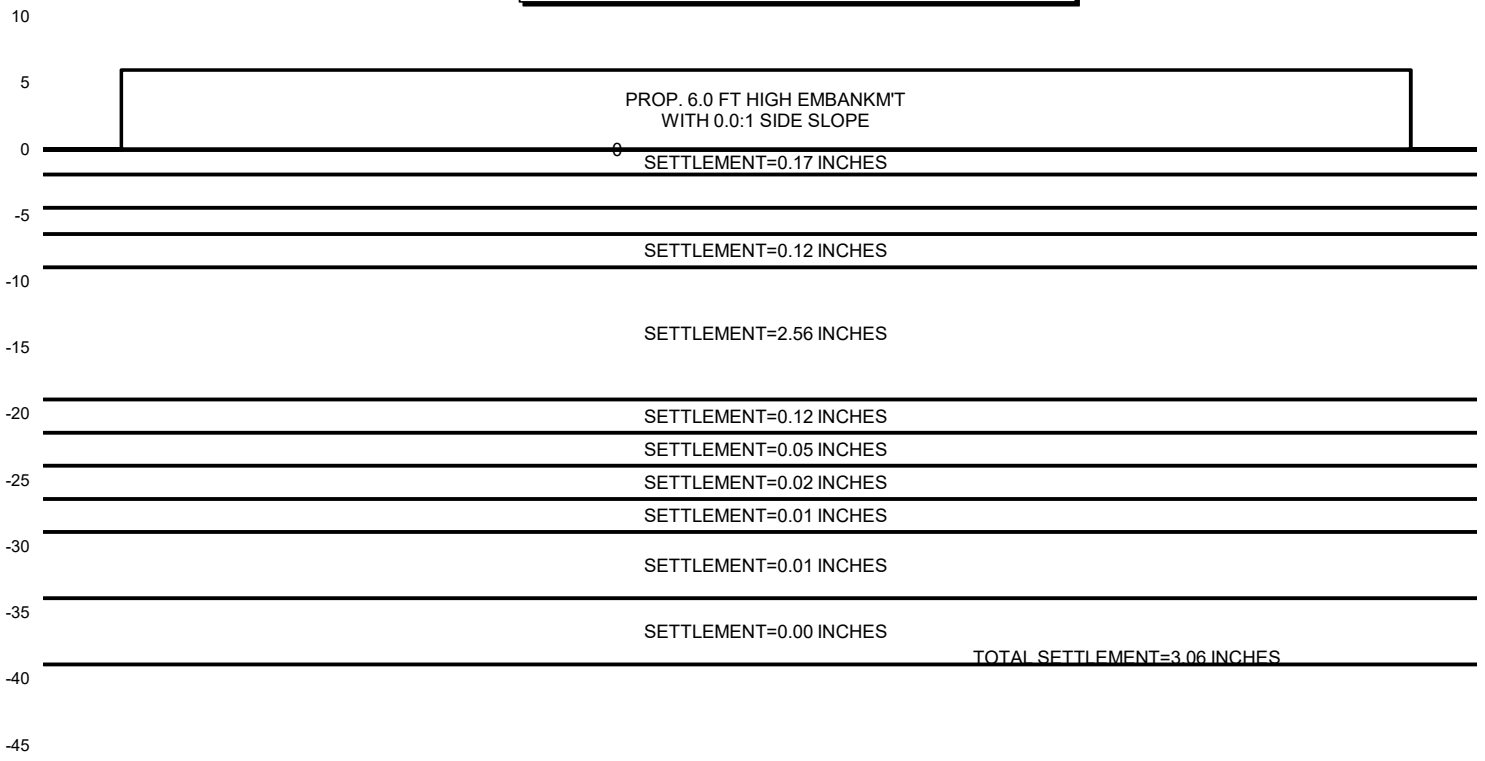 10
5
PROP. 6.0 FT HIGH EMBANKM'T
WITH 0.0:1 SIDE SLOPE
0
0
SETTLEMENT=0.17 INCHES
-5
SETTLEMENT=0.12 INCHES
-10
SETTLEMENT=2.56 INCHES
-15
-20
SETTLEMENT=0.12 INCHES
SETTLEMENT=0.05 INCHES
-25
SETTLEMENT=0.02 INCHES
SETTLEMENT=0.01 INCHES
-30
SETTLEMENT=0.01 INCHES
-35
SETTLEMENT=0.00 INCHES
TOTAL SETTLEMENT=3.06 INCHES
-40
-45